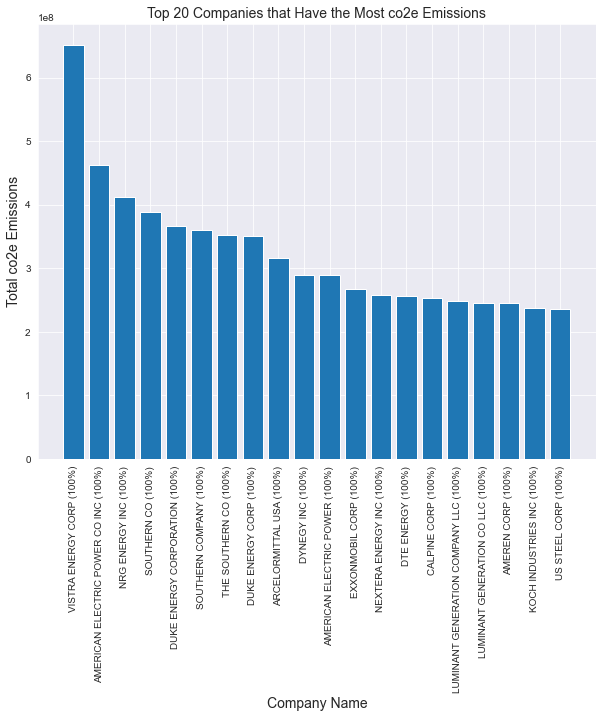 Top 20 Companies that Have the Most co2e Emissions
1e8
6
5
4
3
2
1
0
Total co2e Emissions
VISTRA ENERGY CORP (100%)
AMERICAN ELECTRIC POWER CO INC (100%)
NRG ENERGY INC (100%)
SOUTHERN CO (100%)
DUKE ENERGY CORPORATION (100%)
SOUTHERN COMPANY (100%)
THE SOUTHERN CO (100%)
DUKE ENERGY CORP (100%)
ARCELORMITTAL USA (100%)
DYNEGY INC (100%)
AMERICAN ELECTRIC POWER (100%)
EXXONMOBIL CORP (100%)
NEXTERA ENERGY INC (100%)
DTE ENERGY (100%)
CALPINE CORP (100%)
LUMINANT GENERATION COMPANY LLC (100%)
LUMINANT GENERATION CO LLC (100%)
AMEREN CORP (100%)
KOCH INDUSTRIES INC (100%)
US STEEL CORP (100%)
Company Name